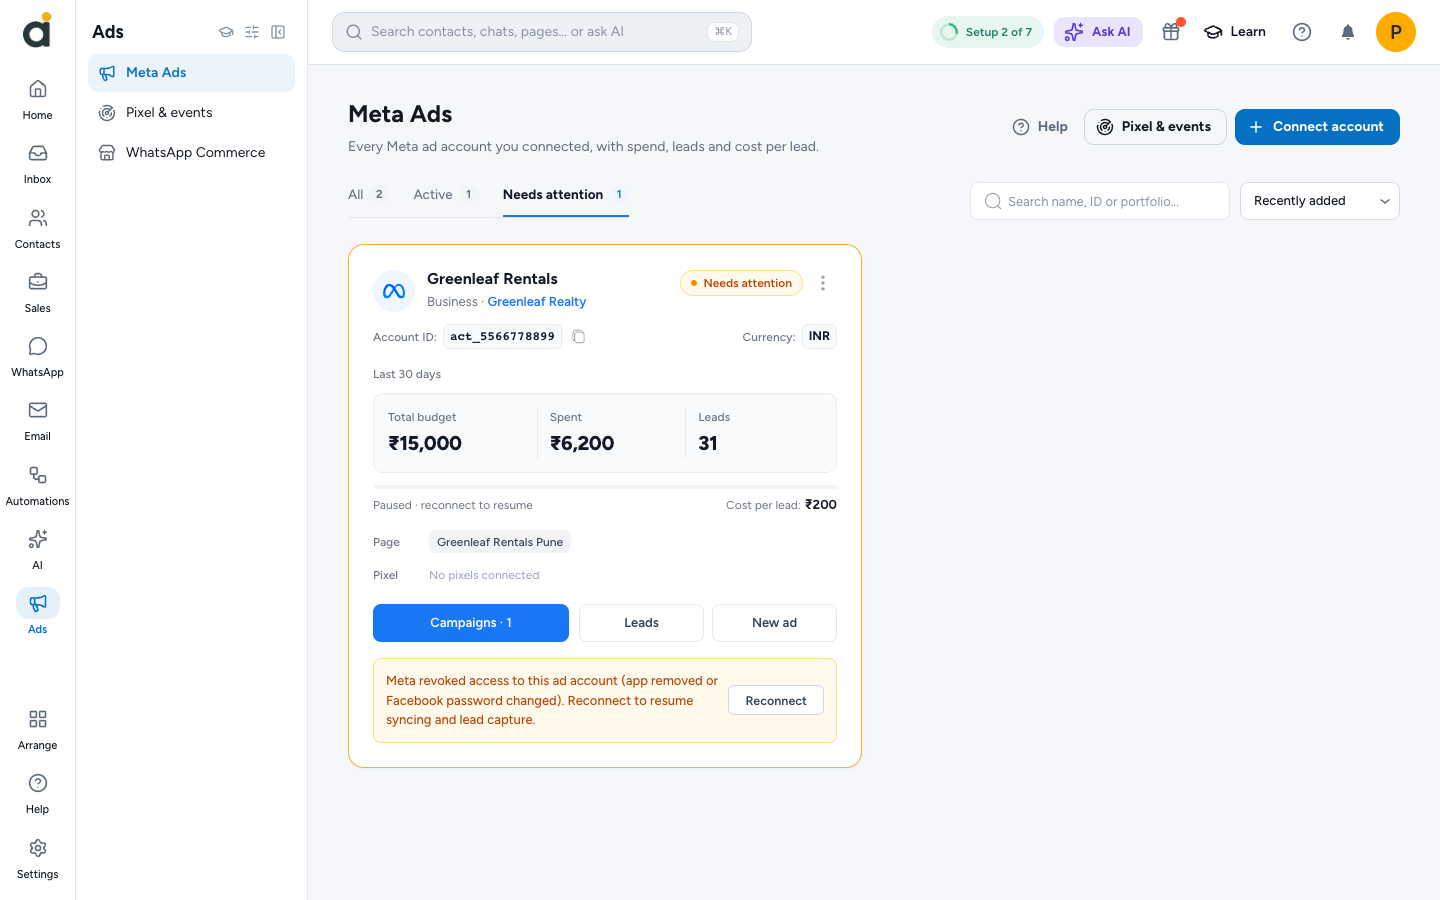 Ads
Search contacts, chats, pages... or ask AI
⌘K
Setup 2 of 7
Ask AI
Learn
P
Home
Inbox
Contacts
Sales
WhatsApp
Email
Automations
AI
Ads
Arrange
Help
Settings
Meta Ads
Pixel & events
WhatsApp Commerce
Meta Ads
Every Meta ad account you connected, with spend, leads and cost per lead.
Help
Pixel & events
Connect account
All 2
Active 1
Needs attention 1
Search name, ID or portfolio...
Recently added
Greenleaf Rentals
Business · Greenleaf Realty
Needs attention
Account ID: act_5566778899
Currency: INR
Last 30 days
Total budget
₹15,000
Spent
₹6,200
Leads
31
Paused · reconnect to resume
Cost per lead: ₹200
Page Greenleaf Rentals Pune
Pixel No pixels connected
Campaigns · 1
Leads
New ad
Meta revoked access to this ad account (app removed or
Facebook password changed). Reconnect to resume
syncing and lead capture.
Reconnect